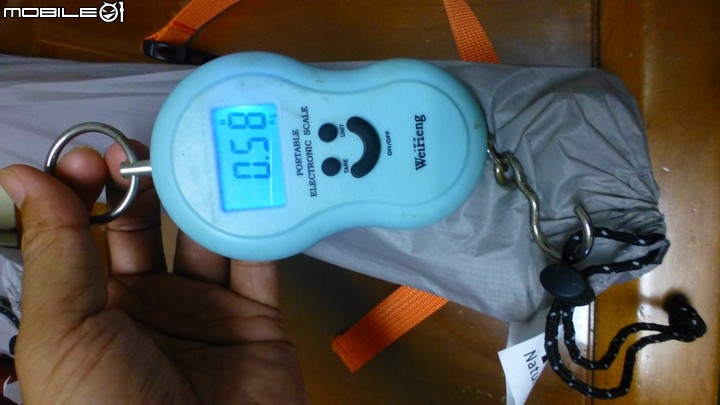 MOBILE01
0.58
Kg
PORTABLE
ELECTRONIC SCALE
TARE
UNIT
ON/OFF
WeiHeng
Natu